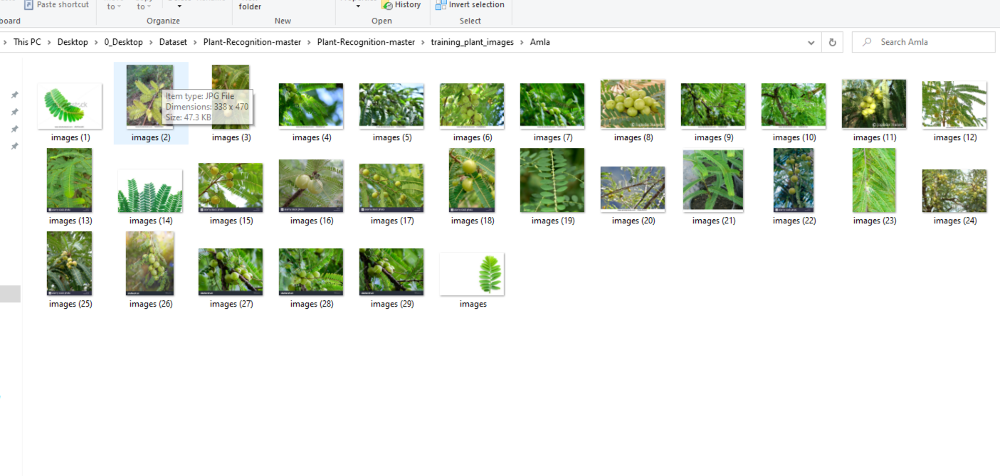 Paste shortcut
to
to
folder
History
Invert selection
board
Organize
New
Open
Select
This PC
Desktop
0_Desktop
Dataset
Plant-Recognition-master
Plant-Recognition-master
training_plant_images
Amla
Search Amla
Item type: JPG File
Dimensions: 338 x 470
Size: 47.3 KB
images (1)
images (2)
images (3)
images (4)
images (5)
images (6)
images (7)
images (8)
images (9)
images (10)
images (11)
images (12)
images (13)
images (14)
images (15)
images (16)
images (17)
images (18)
images (19)
images (20)
images (21)
images (22)
images (23)
images (24)
images (25)
images (26)
images (27)
images (28)
images (29)
images